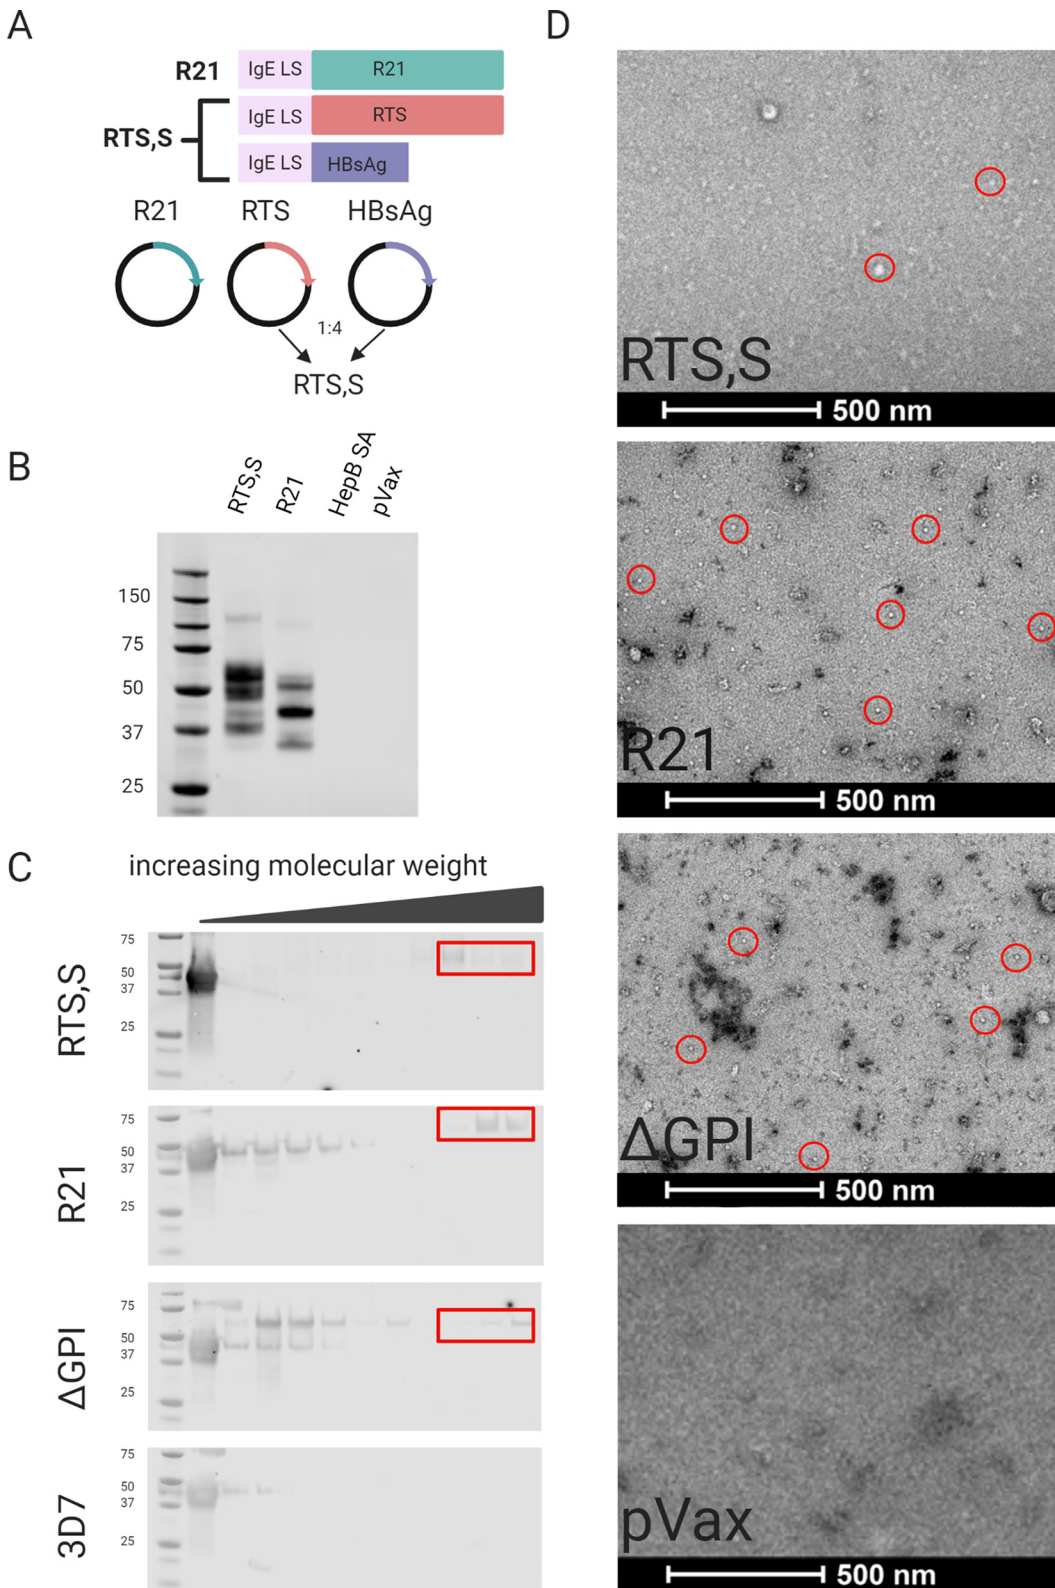 A
R21
IgE LS
R21
RTS,S
IgE LS
RTS
IgE LS
HBsAg
R21
RTS
HBsAg
1:4
RTS,S
B
RTS,S
R21
HepB SA
pVax
150
75
50
37
25
C
increasing molecular weight
RTS,S
75
50
37
25
R21
75
50
37
25
ΔGPI
75
50
37
25
3D7
75
50
37
25
D
RTS,S
500 nm
R21
500 nm
ΔGPI
500 nm
pVax
500 nm